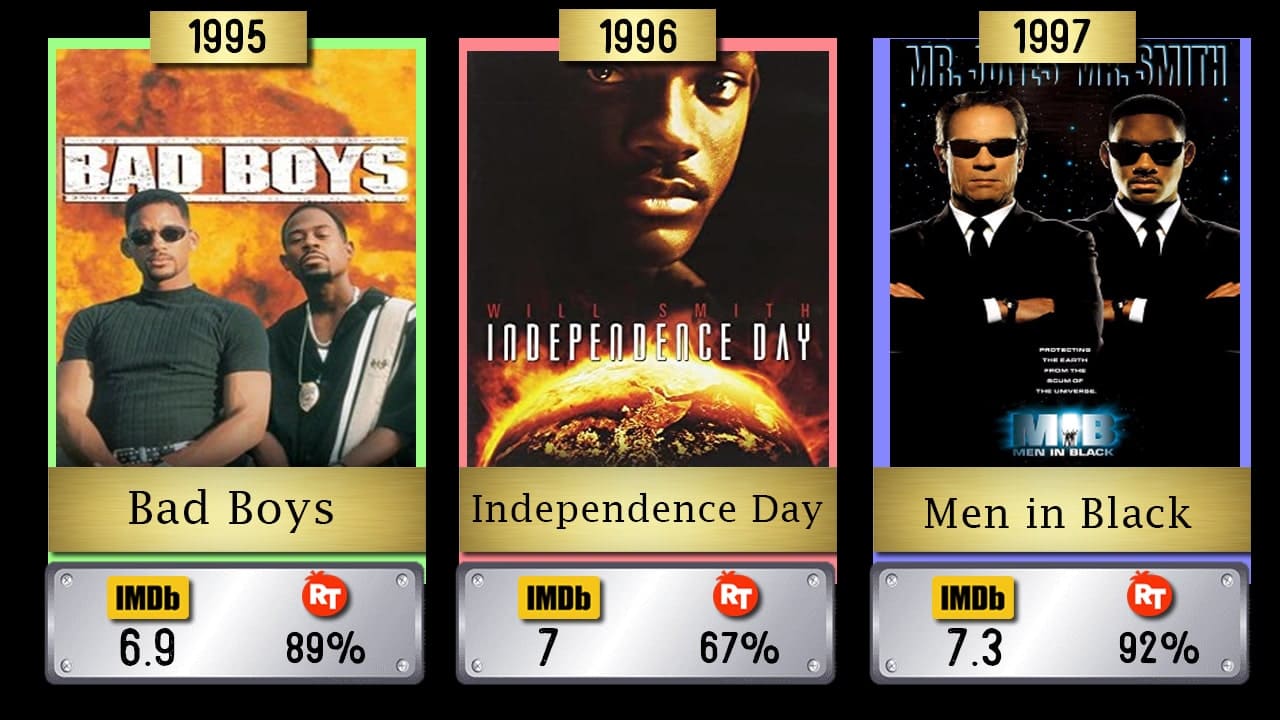 1995
BAD BOYS
Bad Boys
IMDb
RT
6.9
89%
1996
WILL SMITH
INDEPENDENCE DAY
Independence Day
IMDb
RT
7
67%
1997
MR. JONES MR. SMITH
PROTECTING
THE EARTH
FROM THE
SCUM OF
THE UNIVERSE.
MIB
MEN IN BLACK
Men in Black
IMDb
RT
7.3
92%